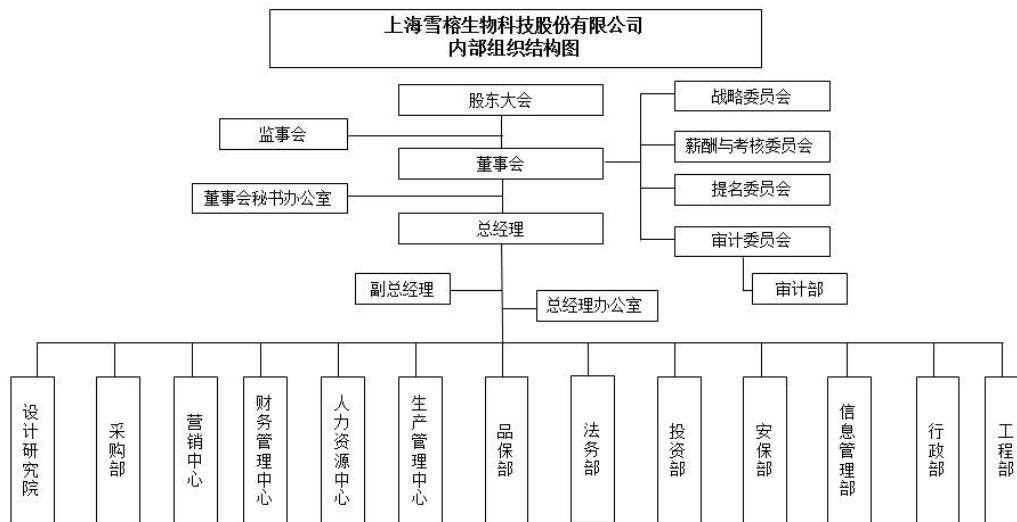 上海雪榕生物科技股份有限公司
内部组织结构图
股东大会
战略委员会
监事会
薪酬与考核委员会
董事会
提名委员会
董事会秘书办公室
总经理
审计委员会
副总经理
审计部
总经理办公室
设计研究院
采购部
营销中心
财务管理中心
人力资源中心
生产管理中心
品保部
法务部
投资部
安保部
信息管理部
行政部
工程部